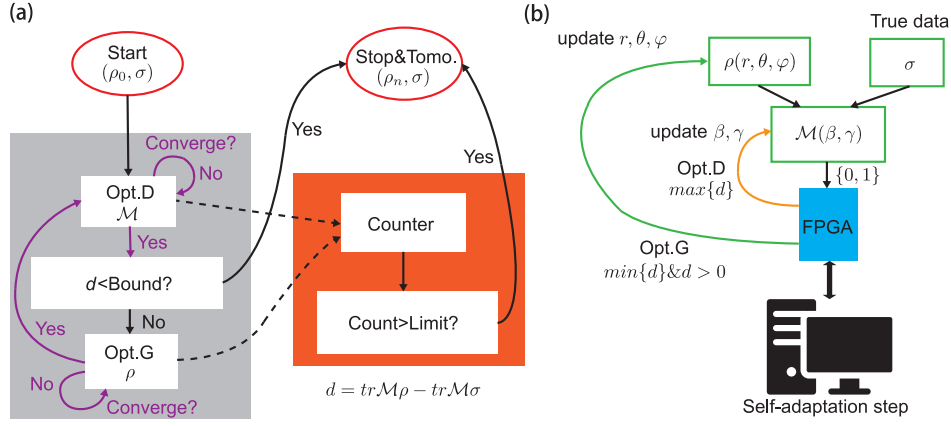 (a)
Start
(ρ₀, σ)
Stop&Tomo.
(ρₙ, σ)
Converge?
No
Opt.D
ℳ
Yes
d<Bound?
No
Opt.G
ρ
Yes
No
Converge?
Yes
Yes
Counter
Count>Limit?
d = trℳρ − trℳσ
(b)
True data
update r, θ, φ
ρ(r, θ, φ)
σ
update β, γ
ℳ(β, γ)
Opt.D
max{d}
{0, 1}
FPGA
Opt.G
min{d}&d > 0
Self-adaptation step